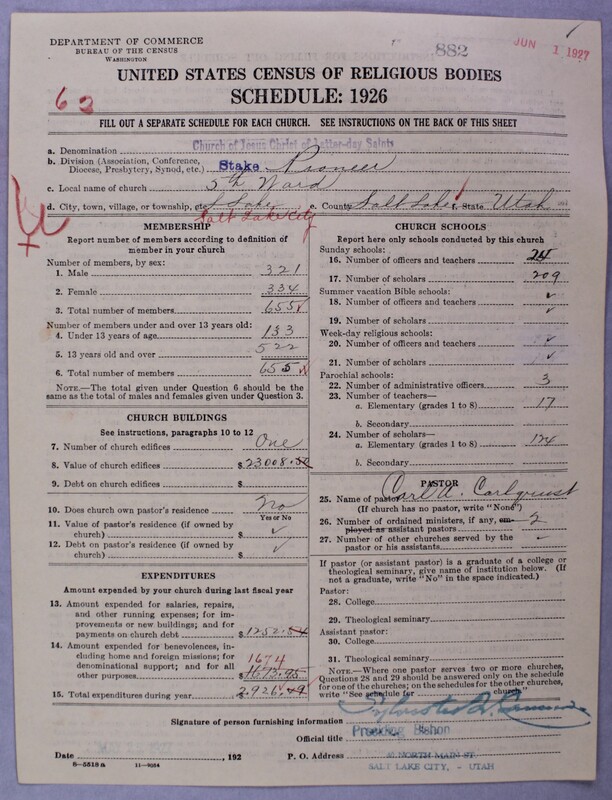 DEPARTMENT OF COMMERCE
BUREAU OF THE CENSUS
WASHINGTON
882
JUN 1 1927
UNITED STATES CENSUS OF RELIGIOUS BODIES
SCHEDULE: 1926
FILL OUT A SEPARATE SCHEDULE FOR EACH CHURCH. SEE INSTRUCTIONS ON THE BACK OF THIS SHEET
a. Denomination Church of Jesus Christ of Latter-day Saints
b. Division (Association, Conference, Diocese, Presbytery, Synod, etc.) Stake Pioneer
c. Local name of church 5th Ward
d. City, town, village, or township, etc. S. Lake e. County Salt Lake f. State Utah
Salt Lake City
MEMBERSHIP
Report number of members according to definition of
member in your church
Number of members, by sex:
1. Male 321
2. Female 334
3. Total number of members 655
Number of members under and over 13 years old:
4. Under 13 years of age 133
5. 13 years old and over 522
6. Total number of members 655
NOTE.—The total given under Question 6 should be the
same as the total of males and females given under Question 3.
CHURCH BUILDINGS
See instructions, paragraphs 10 to 12
7. Number of church edifices One
8. Value of church edifices $23008.
9. Debt on church edifices $
10. Does church own pastor's residence No
Yes or No
11. Value of pastor's residence (if owned by
church) $ ✓
12. Debt on pastor's residence (if owned by
church) $ ✓
EXPENDITURES
Amount expended by your church during last fiscal year
13. Amount expended for salaries, repairs,
and other running expenses; for im-
provements or new buildings; and for
payments on church debt $1252.54
14. Amount expended for benevolences,
including home and foreign missions; for
denominational support; and for all
other purposes 1674
$1673.95
15. Total expenditures during year $2,926.49
CHURCH SCHOOLS
Report here only schools conducted by this church
Sunday schools:
16. Number of officers and teachers 24
17. Number of scholars 209
Summer vacation Bible schools:
18. Number of officers and teachers ✓
19. Number of scholars ✓
Week-day religious schools:
20. Number of officers and teachers ✓
21. Number of scholars ✓
Parochial schools:
22. Number of administrative officers 3
23. Number of teachers—
a. Elementary (grades 1 to 8) 17
b. Secondary
24. Number of scholars—
a. Elementary (grades 1 to 8) 124
b. Secondary
PASTOR
25. Name of pastor Carl A. Carlquist
(If church has no pastor, write "None")
26. Number of ordained ministers, if any, em-
ployed as assistant pastors 2
27. Number of other churches served by the
pastor or his assistants -
If pastor (or assistant pastor) is a graduate of a college or
theological seminary, give name of institution below. (If
not a graduate, write "No" in the space indicated.)
Pastor:
28. College
29. Theological seminary
Assistant pastor:
30. College
31. Theological seminary
NOTE.—Where one pastor serves two or more churches,
Questions 28 and 29 should be answered only on the schedule
for one of the churches; on the schedules for the other churches,
write "See schedule for church."
Signature of person furnishing information Sylvester Q. Cannon
Official title Presiding Bishop
Date , 192 P. O. Address 40 NORTH MAIN ST.
SALT LAKE CITY, - UTAH
8—5518a 11—9084